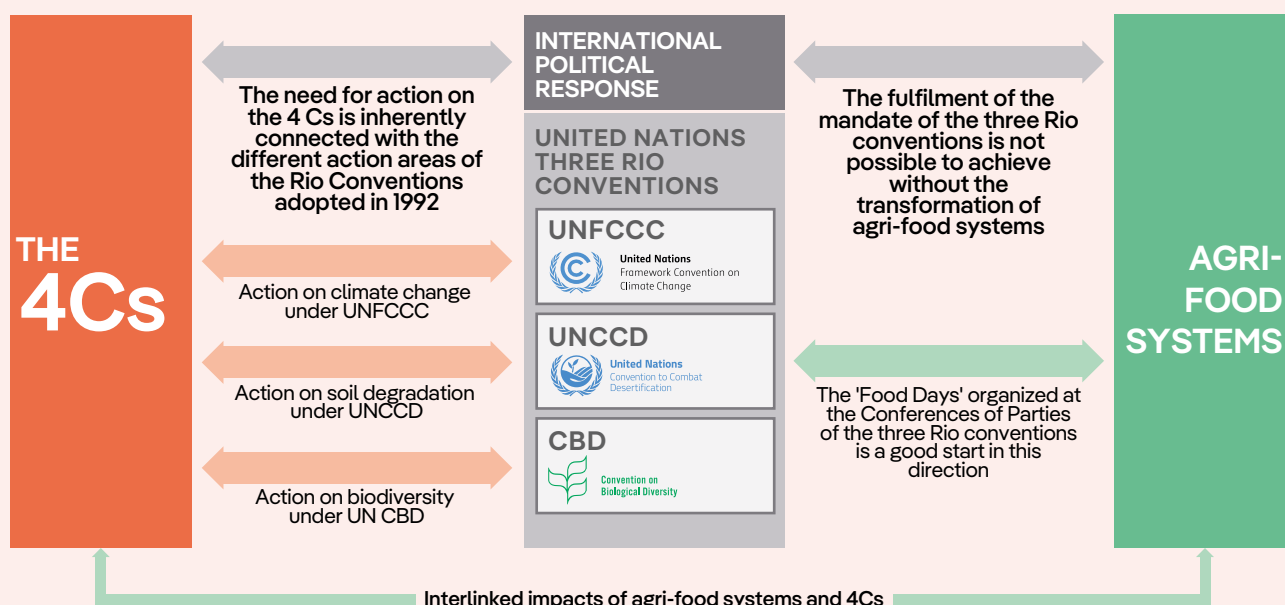 THE
4Cs
The need for action on
the 4 Cs is inherently
connected with the
different action areas of
the Rio Conventions
adopted in 1992
Action on climate change
under UNFCCC
Action on soil degradation
under UNCCD
Action on biodiversity
under UN CBD
INTERNATIONAL
POLITICAL
RESPONSE
UNITED NATIONS
THREE RIO
CONVENTIONS
UNFCCC
United Nations
Framework Convention on
Climate Change
UNCCD
United Nations
Convention to Combat
Desertification
CBD
Convention on
Biological Diversity
The fulfilment of the
mandate of the three Rio
conventions is not
possible to achieve
without the
transformation of
agri-food systems
The 'Food Days' organized at
the Conferences of Parties
of the three Rio conventions
is a good start in this
direction
AGRI-
FOOD
SYSTEMS
Interlinked impacts of agri-food systems and 4Cs